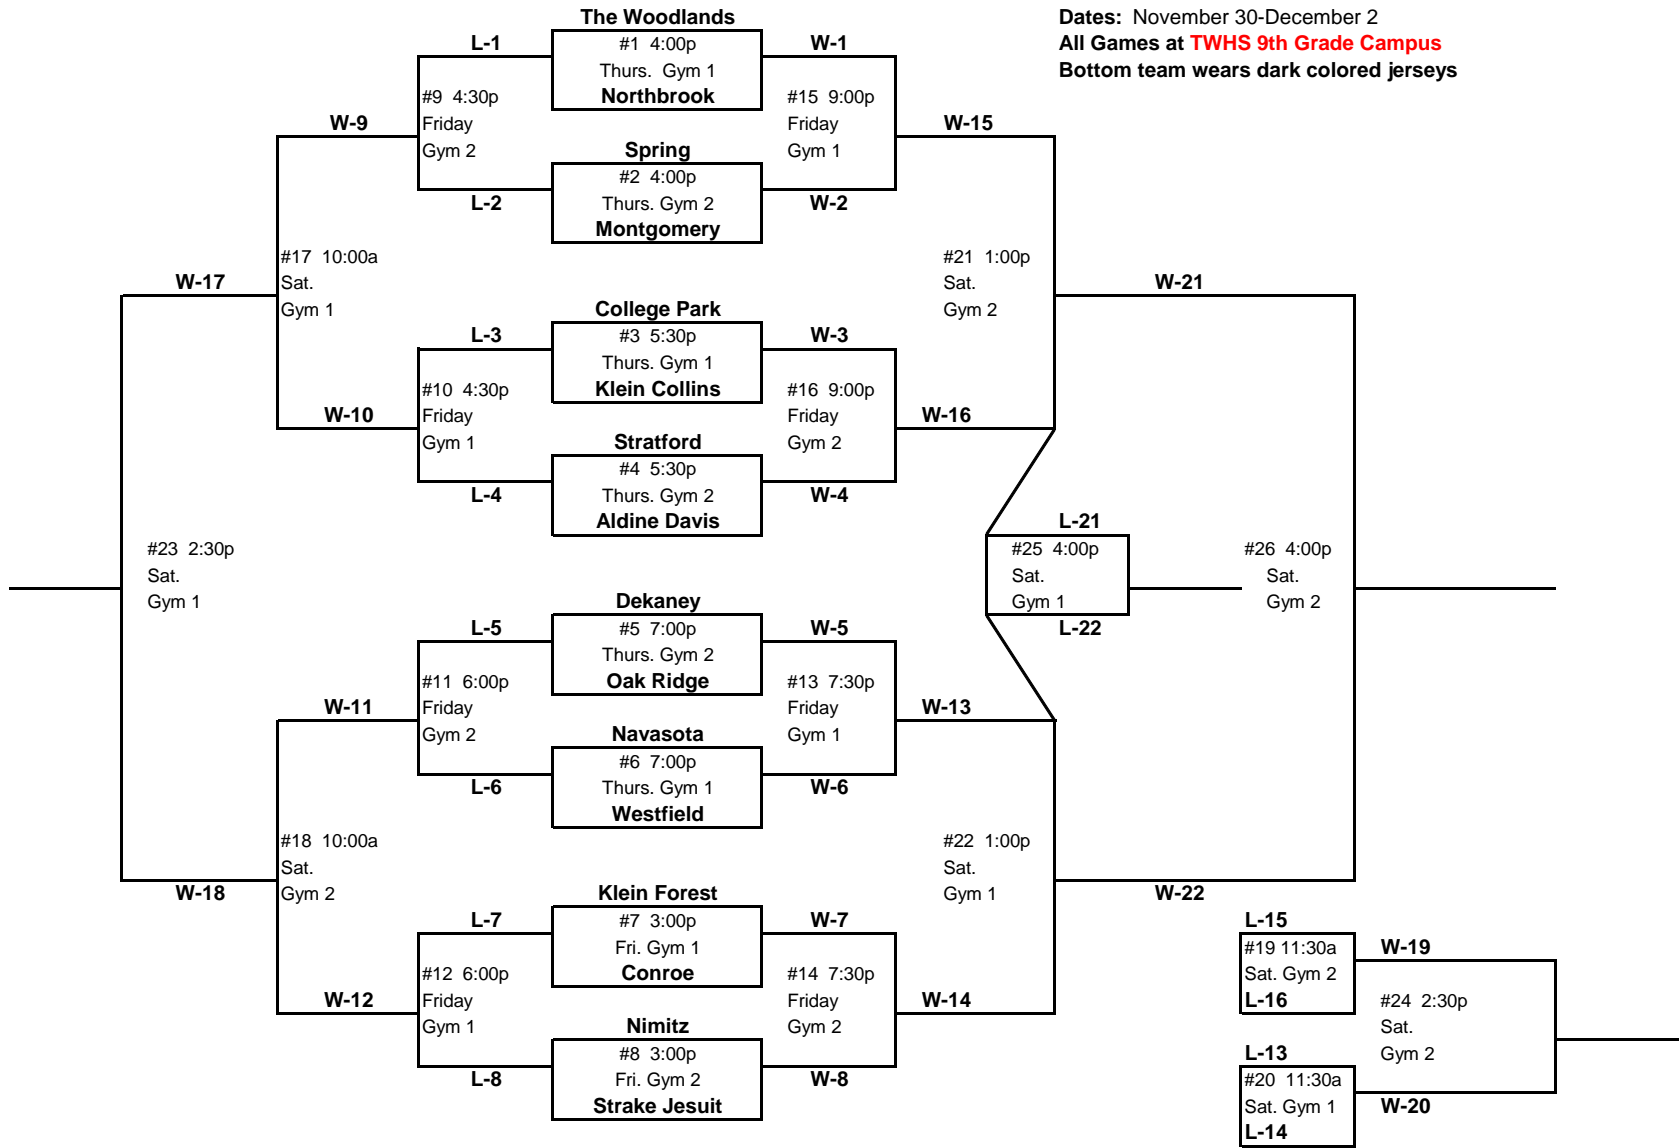 The Woodlands
Dates: November 30-December 2
L-1
#1 4:00p
W-1
All Games at TWHS 9th Grade Campus
Thurs. Gym 1
Bottom team wears dark colored jerseys
#9 4:30p
Northbrook
#15 9:00p
W-9
Friday
Friday
W-15
Gym 2
Spring
Gym 1
#2 4:00p
L-2
Thurs. Gym 2
W-2
Montgomery
#17 10:00a
#21 1:00p
W-17
Sat.
Sat.
W-21
Gym 1
College Park
Gym 2
L-3
#3 5:30p
W-3
Thurs. Gym 1
#10 4:30p
Klein Collins
#16 9:00p
W-10
Friday
Friday
W-16
Gym 1
Stratford
Gym 2
#4 5:30p
L-4
Thurs. Gym 2
W-4
Aldine Davis
L-21
#23 2:30p
#25 4:00p
#26 4:00p
Sat.
Sat.
Sat.
Gym 1
Dekaney
Gym 1
Gym 2
L-5
#5 7:00p
W-5
L-22
Thurs. Gym 2
#11 6:00p
Oak Ridge
#13 7:30p
W-11
Friday
Friday
W-13
Gym 2
Navasota
Gym 1
#6 7:00p
L-6
Thurs. Gym 1
W-6
Westfield
#18 10:00a
#22 1:00p
Sat.
Sat.
W-18
Gym 2
Klein Forest
Gym 1
W-22
L-7
#7 3:00p
W-7
L-15
Fri. Gym 1
#19 11:30a
W-19
#12 6:00p
Conroe
#14 7:30p
Sat. Gym 2
W-12
Friday
Friday
W-14
L-16
#24 2:30p
Gym 1
Nimitz
Gym 2
Sat.
#8 3:00p
L-13
Gym 2
L-8
Fri. Gym 2
W-8
#20 11:30a
Strake Jesuit
Sat. Gym 1
W-20
L-14